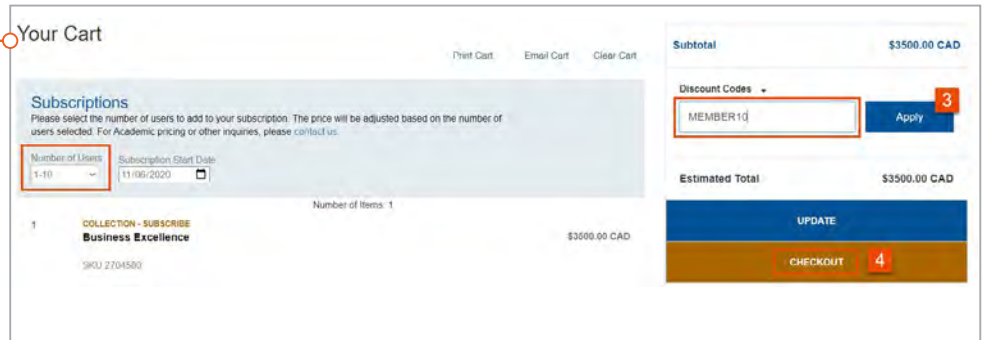 Your Cart
Print Cart Email Cart Clear Cart
Subscriptions
Please select the number of users to add to your subscription. The price will be adjusted based on the number of
users selected. For Academic pricing or other inquiries, please contact us.
Number of Users Subscription Start Date
1-10 11/06/2020
Number of Items 1
1 COLLECTION - SUBSCRIBE
Business Excellence
$3500.00 CAD
SKU 2704580
Subtotal $3500.00 CAD
Discount Codes
3
MEMBER10 Apply
Estimated Total $3500.00 CAD
UPDATE
CHECKOUT 4